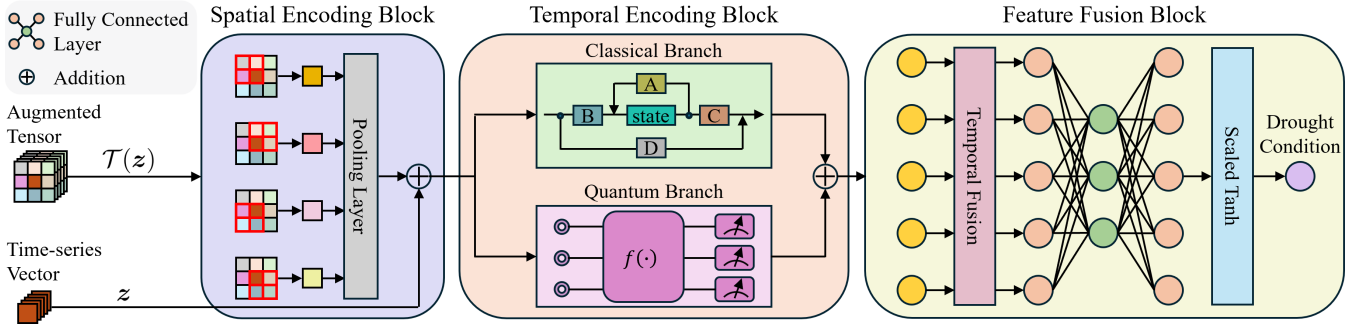 Fully Connected
Layer
Addition
Augmented
Tensor
𝒯(𝒛)
Time-series
Vector
𝒛
Spatial Encoding Block
Pooling Layer
Temporal Encoding Block
Classical Branch
A
B
state
C
D
Quantum Branch
f(·)
Feature Fusion Block
Temporal Fusion
Scaled Tanh
Drought
Condition